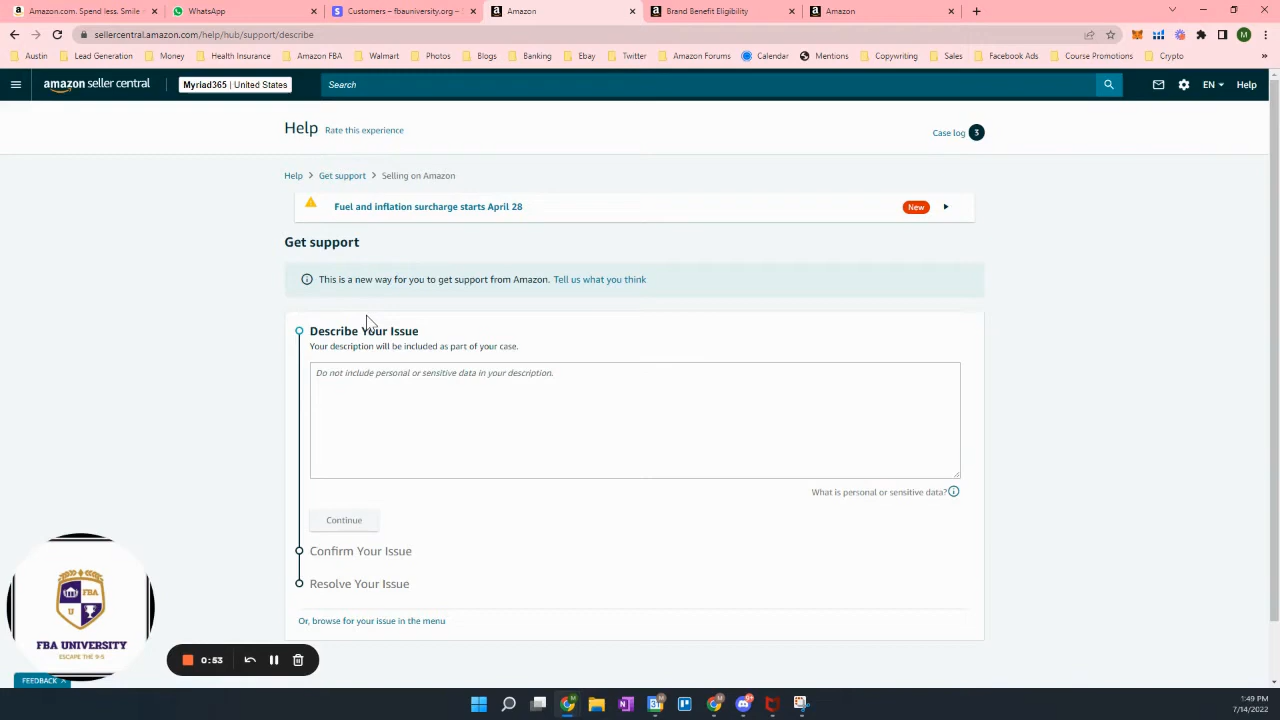 Amazon.com. Spend less. Smile
WhatsApp
Customers – fbauniversity.org –
Amazon
Brand Benefit Eligibility
Amazon
sellercentral.amazon.com/help/hub/support/describe
M
Austin
Lead Generation
Money
Health Insurance
Amazon FBA
Walmart
Photos
Banking
Ebay
Twitter
Amazon Forums
Calendar
Mentions
Copywriting
Sales
Facebook Ads
Coursera
Crypto
amazon seller central
Myriad365 | United States
Search
EN
Help
Help
Rate this experience
Case log 3
Help > Get support > Selling on Amazon
Fuel and inflation surcharge starts April 28
New
Get support
This is a new way for you to get support from Amazon. Tell us what you think
Describe Your Issue
Your description will be included as part of your case.
Do not include personal or sensitive data in your description.
What is personal or sensitive data?
Continue
Confirm Your Issue
Resolve Your Issue
Or, browse for your issue in the menu
FBA
U
FBA UNIVERSITY
ESCAPE THE 9-5
0:53
FEEDBACK
1:49 PM
7/14/2022